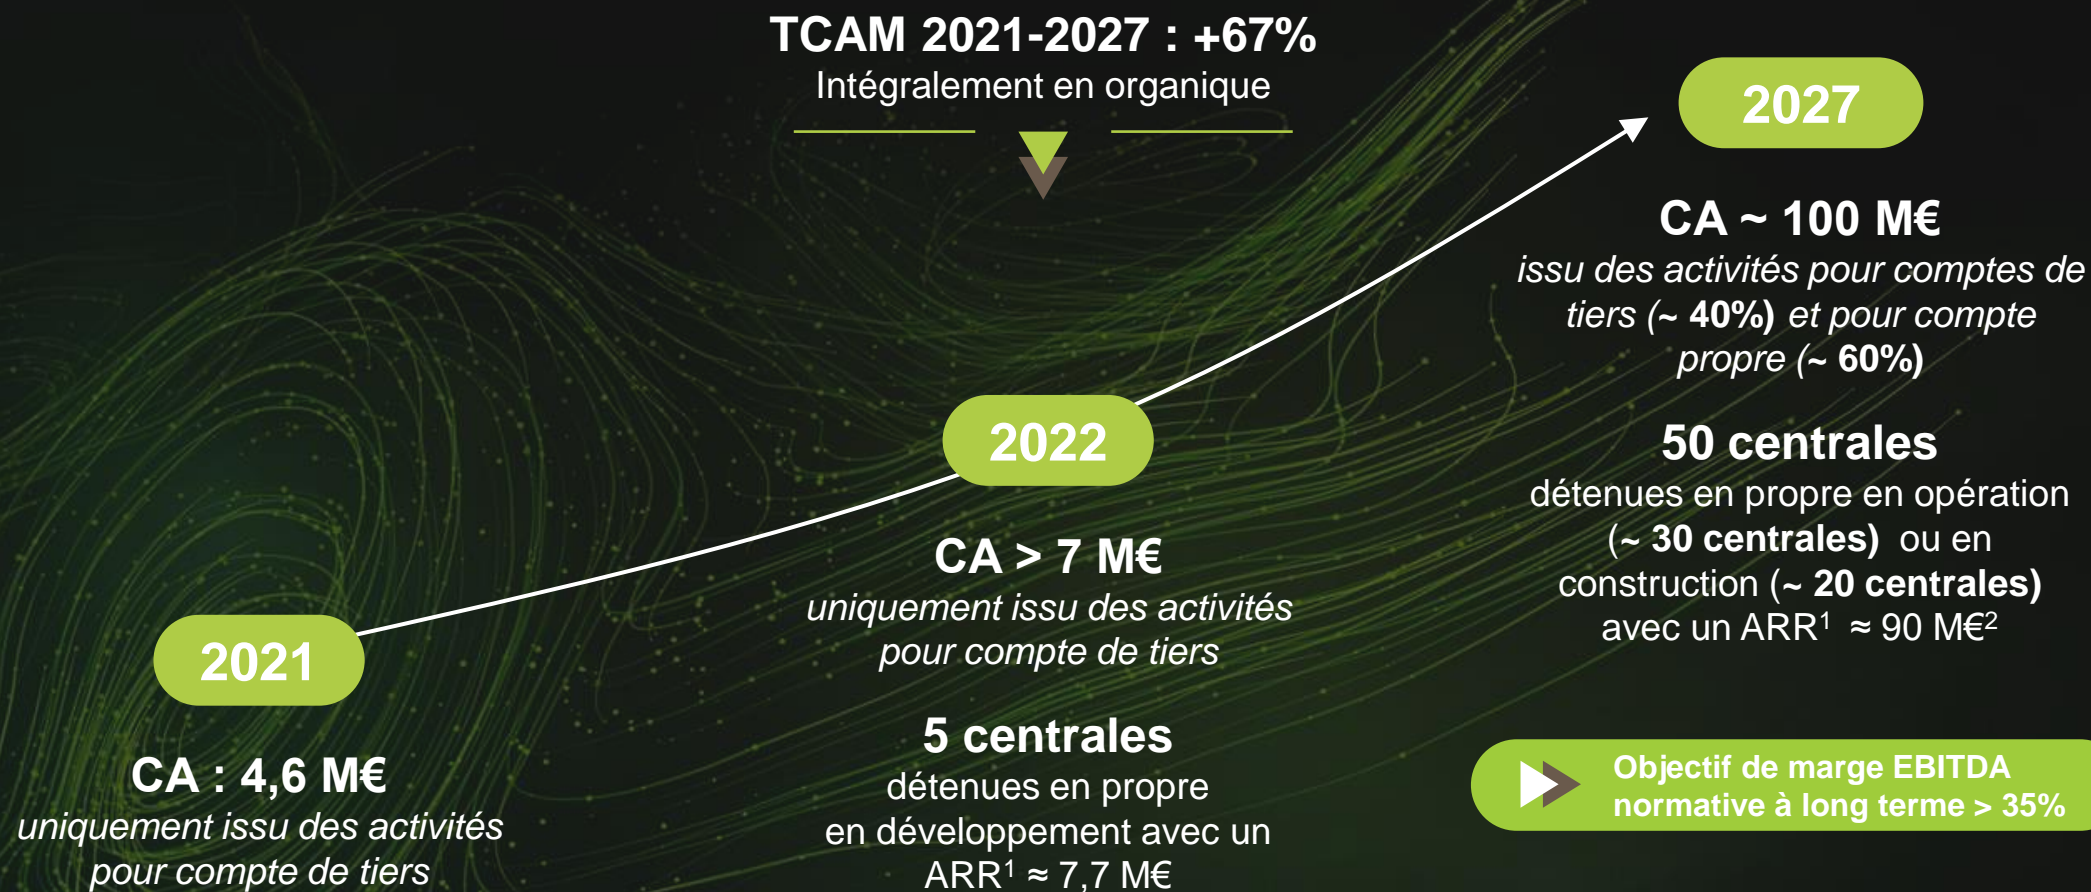 TCAM 2021-2027 : +67%
Intégralement en organique
2021
CA : 4,6 M€
uniquement issu des activités
pour compte de tiers
2022
CA > 7 M€
uniquement issu des activités
pour compte de tiers
5 centrales
détenues en propre
en développement avec un
ARR¹ ≈ 7,7 M€
2027
CA ~ 100 M€
issu des activités pour comptes de
tiers (~ 40%) et pour compte
propre (~ 60%)
50 centrales
détenues en propre en opération
(~ 30 centrales) ou en
construction (~ 20 centrales)
avec un ARR¹ ≈ 90 M€²
Objectif de marge EBITDA
normative à long terme > 35%